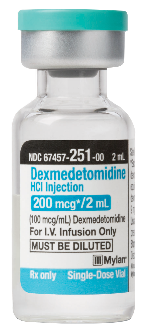 NDC 67457-251-00 2 mL
Dexmedetomidine
HCl Injection
200 mcg*/2 mL
(100 mcg/mL) Dexmedetomidine
For I.V. Infusion Only
MUST BE DILUTED
Mylan
Rx only Single-Dose Vial